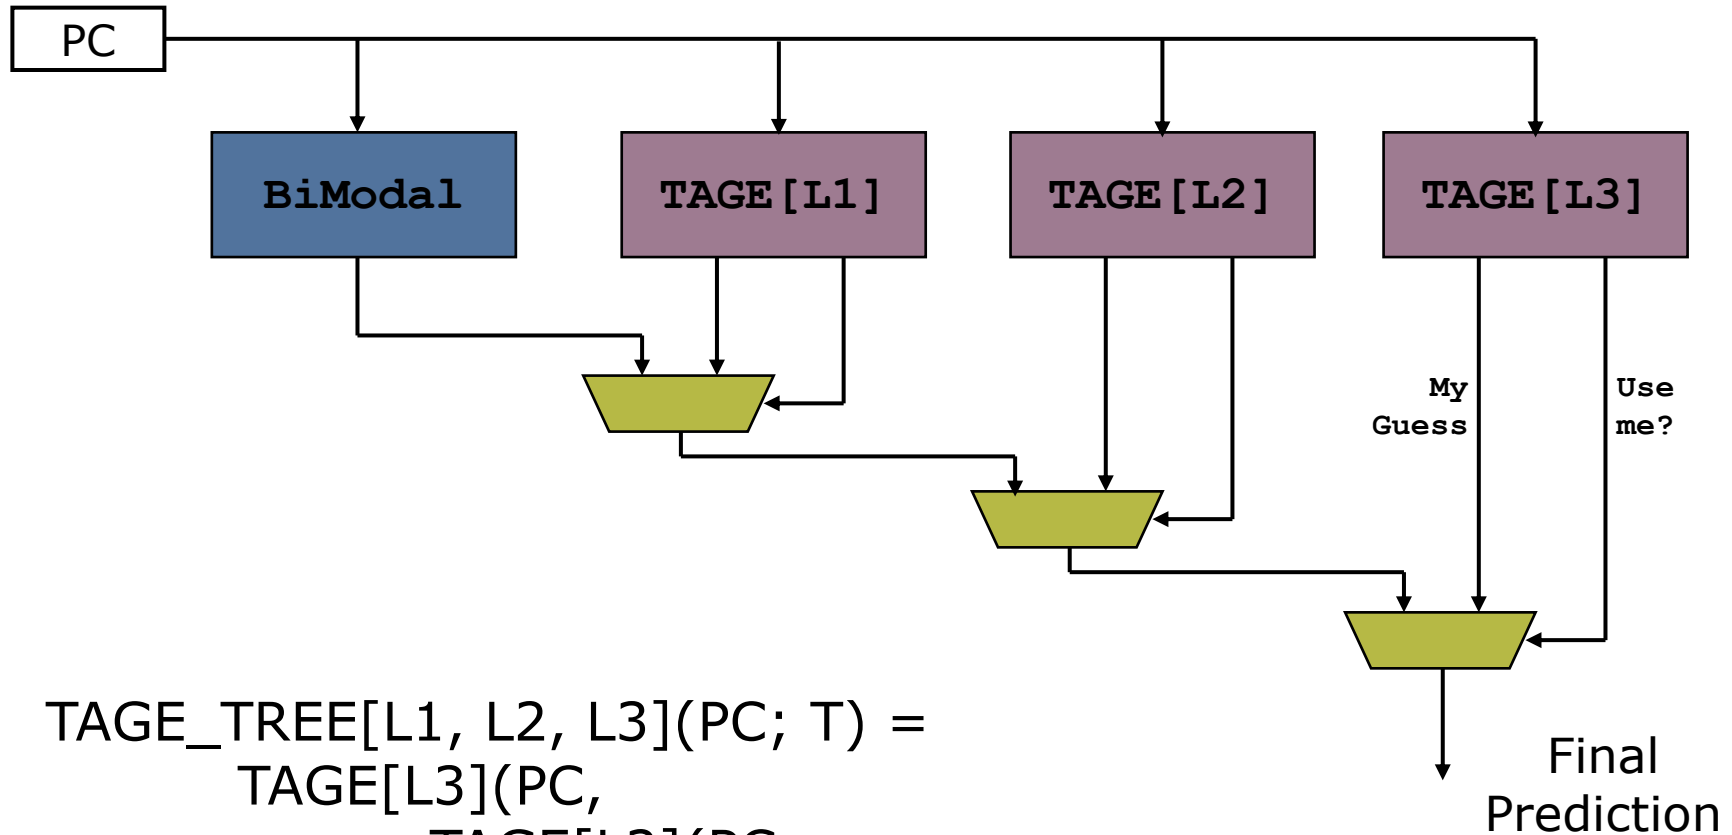 PC
BiModal
TAGE[L1]
TAGE[L2]
TAGE[L3]
My
Guess
Use
me?
TAGE_TREE[L1, L2, L3](PC; T) =
TAGE[L3](PC,
Final
Prediction